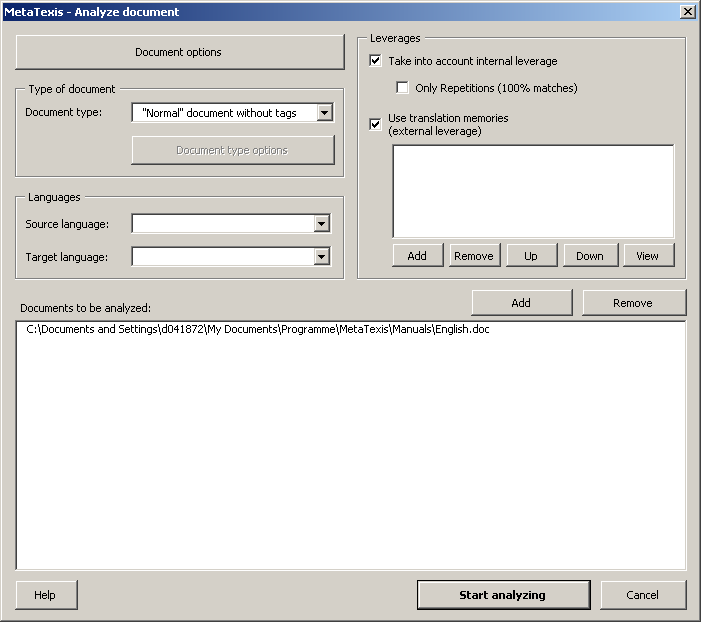 MetaTexis - Analyze document
Document options
Type of document
Document type:
"Normal" document without tags
Document type options
Languages
Source language:
Target language:
Leverages
Take into account internal leverage
Only Repetitions (100% matches)
Use translation memories
(external leverage)
Add
Remove
Up
Down
View
Documents to be analyzed:
Add
Remove
C:\Documents and Settings\d041872\My Documents\Programme\MetaTexis\Manuals\English.doc
Help
Start analyzing
Cancel